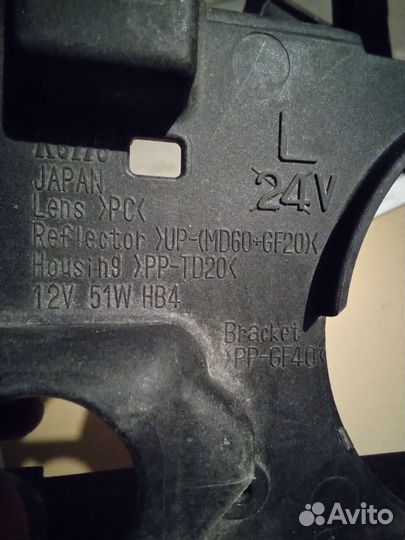 JAPAN
Lens >PC<
Reflector >UP-(MD60+GF20)<
Housing >PP-TD20<
12V 51W HB4
L
24V
Bracket
>PP-GF40<
Avito